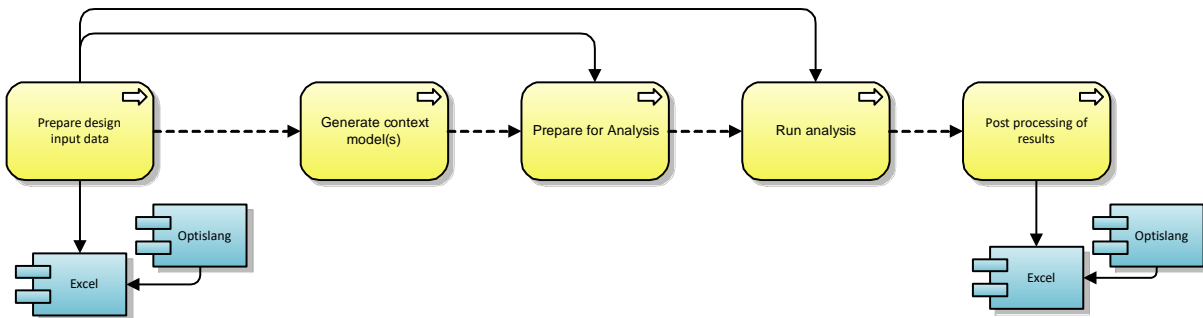 Prepare design
input data
Generate context
model(s)
Prepare for Analysis
Run analysis
Post processing of
results
Optislang
Excel
Optislang
Excel